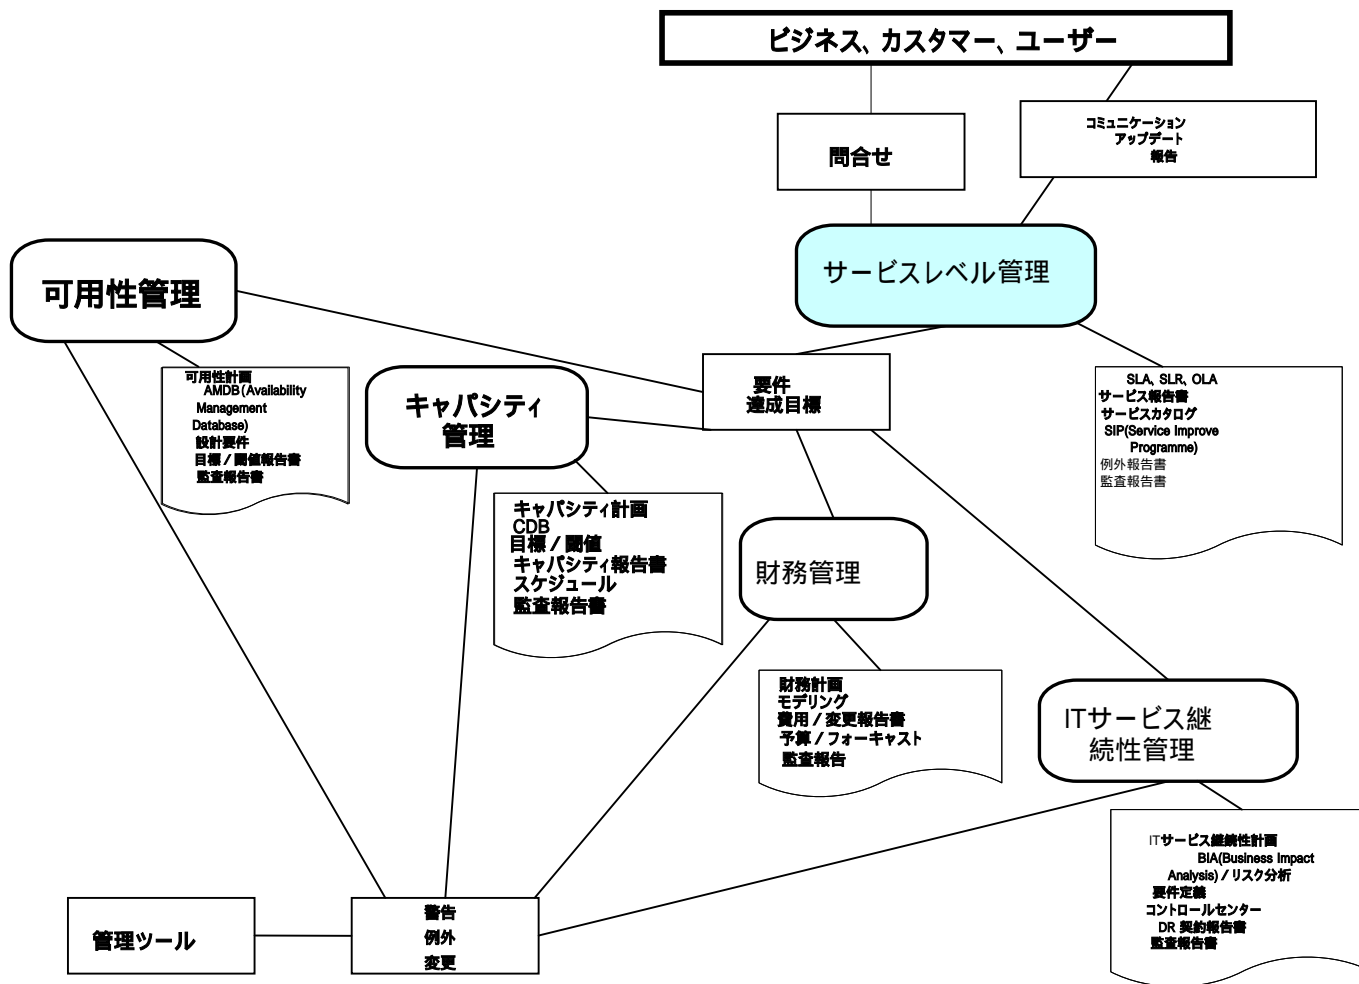 ビジネス、カスタマー、ユーザー
問合せ
コミュニケーション
アップデート
報告
サービスレベル管理
可用性管理
可用性計画
AMDB(Availability
Management
Database)
設計要件
目標/閾値報告書
監査報告書
キャパシティ
管理
要件
達成目標
SLA, SLR, OLA
サービス報告書
サービスカタログ
SIP(Service Improve
Programme)
例外報告書
監査報告書
キャパシティ計画
CDB
目標/閾値
キャパシティ報告書
スケジュール
監査報告書
財務管理
財務計画
モデリング
費用/変更報告書
予算/フォーキャスト
監査報告
ITサービス継
続性管理
ITサービス継続性計画
BIA(Business Impact
Analysis)/リスク分析
要件定義
コントロールセンター
DR 契約報告書
監査報告書
管理ツール
警告
例外
変更